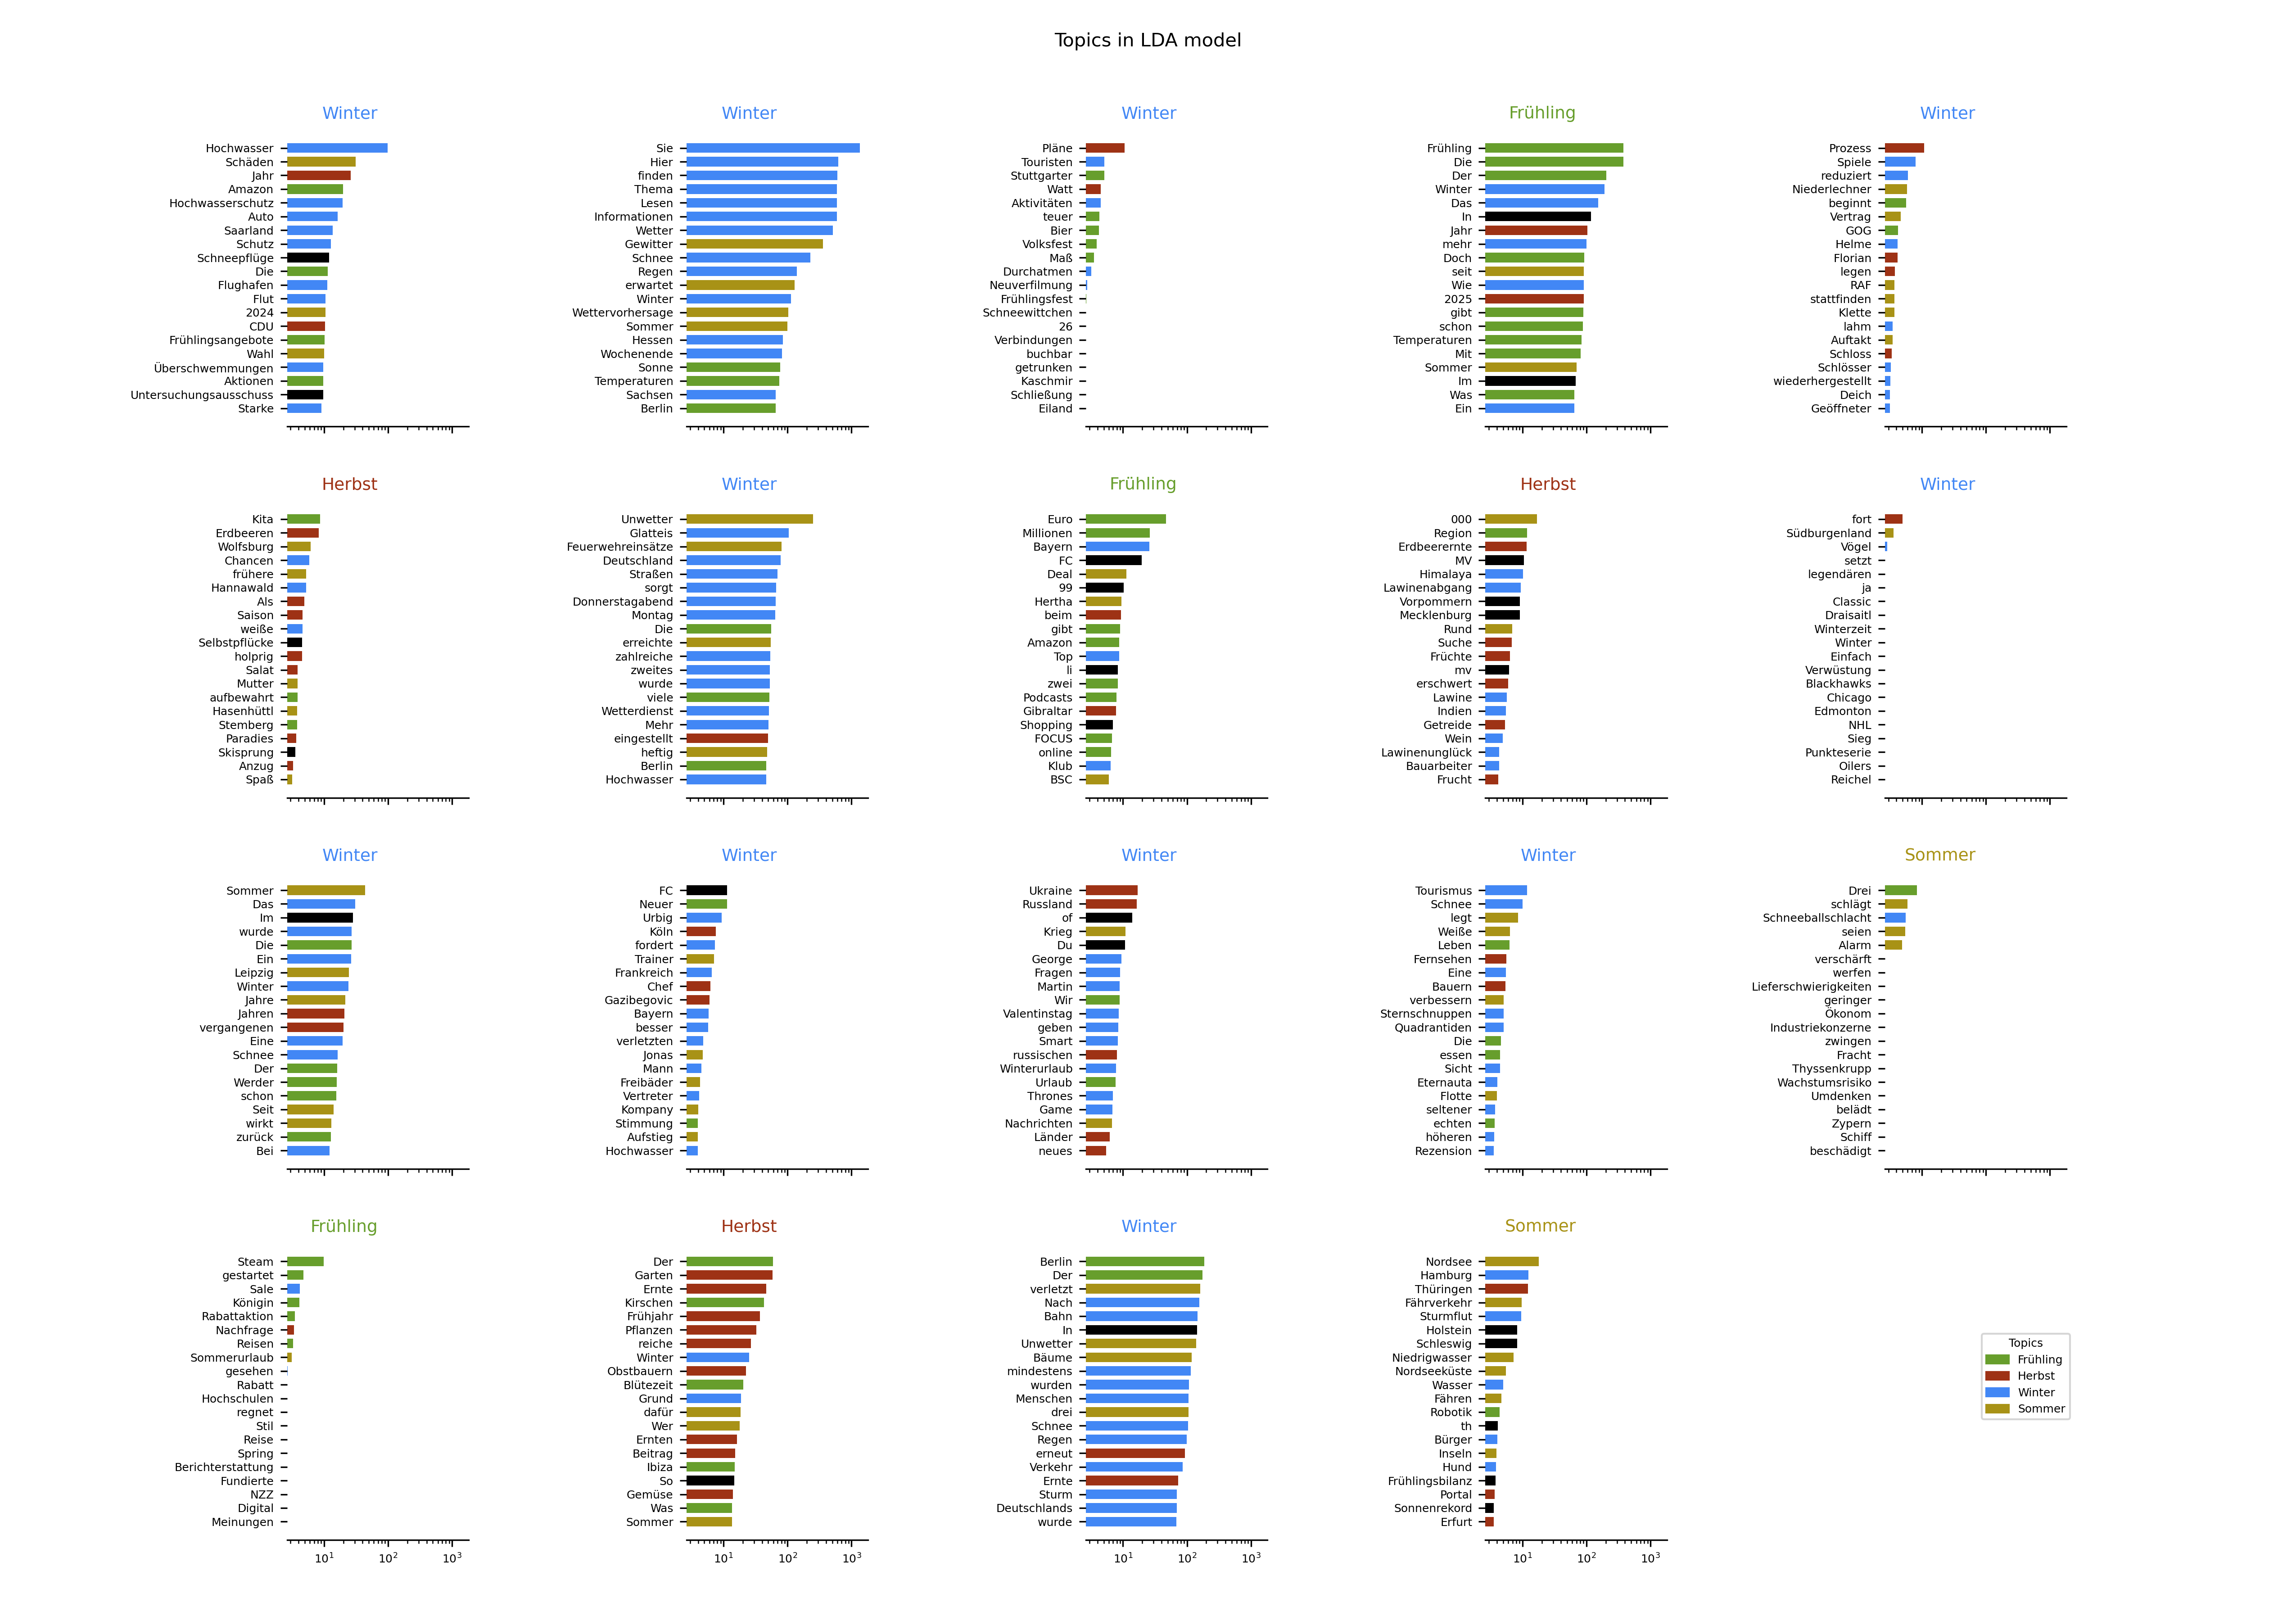 Topics in LDA model
Winter
Hochwasser
Schäden
Jahr
Amazon
Hochwasserschutz
Auto
Saarland
Schutz
Schneepflüge
Die
Flughafen
Flut
2024
CDU
Frühlingsangebote
Wahl
Überschwemmungen
Aktionen
Untersuchungsausschuss
Starke
Winter
Sie
Hier
finden
Thema
Lesen
Informationen
Wetter
Gewitter
Schnee
Regen
erwartet
Winter
Wettervorhersage
Sommer
Hessen
Wochenende
Sonne
Temperaturen
Sachsen
Berlin
Winter
Pläne
Touristen
Stuttgarter
Watt
Aktivitäten
teuer
Bier
Volksfest
Maß
Durchatmen
Neuverfilmung
Frühlingsfest
Schneewittchen
26
Verbindungen
buchbar
getrunken
Kaschmir
Schließung
Eiland
Frühling
Frühling
Die
Der
Winter
Das
In
Jahr
mehr
Doch
seit
Wie
2025
gibt
schon
Temperaturen
Mit
Sommer
Im
Was
Ein
Winter
Prozess
Spiele
reduziert
Niederlechner
beginnt
Vertrag
GOG
Helme
Florian
legen
RAF
stattfinden
Klette
lahm
Auftakt
Schloss
Schlösser
wiederhergestellt
Deich
Geöffneter
Herbst
Kita
Erdbeeren
Wolfsburg
Chancen
frühere
Hannawald
Als
Saison
weiße
Selbstpflücke
holprig
Salat
Mutter
aufbewahrt
Hasenhüttl
Stemberg
Paradies
Skisprung
Anzug
Spaß
Winter
Unwetter
Glatteis
Feuerwehreinsätze
Deutschland
Straßen
sorgt
Donnerstagabend
Montag
Die
erreichte
zahlreiche
zweites
wurde
viele
Wetterdienst
Mehr
eingestellt
heftig
Berlin
Hochwasser
Frühling
Euro
Millionen
Bayern
FC
Deal
99
Hertha
beim
gibt
Amazon
Top
li
zwei
Podcasts
Gibraltar
Shopping
FOCUS
online
Klub
BSC
Herbst
000
Region
Erdbeerernte
MV
Himalaya
Lawinenabgang
Vorpommern
Mecklenburg
Rund
Suche
Früchte
mv
erschwert
Lawine
Indien
Getreide
Wein
Lawinenunglück
Bauarbeiter
Frucht
Winter
fort
Südburgenland
Vögel
setzt
legendären
ja
Classic
Draisaitl
Winterzeit
Winter
Einfach
Verwüstung
Blackhawks
Chicago
Edmonton
NHL
Sieg
Punkteserie
Oilers
Reichel
Winter
Sommer
Das
Im
wurde
Die
Ein
Leipzig
Winter
Jahre
Jahren
vergangenen
Eine
Schnee
Der
Werder
schon
Seit
wirkt
zurück
Bei
Winter
FC
Neuer
Urbig
Köln
fordert
Trainer
Frankreich
Chef
Gazibegovic
Bayern
besser
verletzten
Jonas
Mann
Freibäder
Vertreter
Kompany
Stimmung
Aufstieg
Hochwasser
Winter
Ukraine
Russland
of
Krieg
Du
George
Fragen
Martin
Wir
Valentinstag
geben
Smart
russischen
Winterurlaub
Urlaub
Thrones
Game
Nachrichten
Länder
neues
Winter
Tourismus
Schnee
legt
Weiße
Leben
Fernsehen
Eine
Bauern
verbessern
Sternschnuppen
Quadrantiden
Die
essen
Sicht
Eternauta
Flotte
seltener
echten
höheren
Rezension
Sommer
Drei
schlägt
Schneeballschlacht
seien
Alarm
verschärft
werfen
Lieferschwierigkeiten
geringer
Ökonom
Industriekonzerne
zwingen
Fracht
Thyssenkrupp
Wachstumsrisiko
Umdenken
belädt
Zypern
Schiff
beschädigt
Frühling
Steam
gestartet
Sale
Königin
Rabattaktion
Nachfrage
Reisen
Sommerurlaub
gesehen
Rabatt
Hochschulen
regnet
Stil
Reise
Spring
Berichterstattung
Fundierte
NZZ
Digital
Meinungen
10¹ 10² 10³
Herbst
Der
Garten
Ernte
Kirschen
Frühjahr
Pflanzen
reiche
Winter
Obstbauern
Blütezeit
Grund
dafür
Wer
Ernten
Beitrag
Ibiza
So
Gemüse
Was
Sommer
10¹ 10² 10³
Winter
Berlin
Der
verletzt
Nach
Bahn
In
Unwetter
Bäume
mindestens
wurden
Menschen
drei
Schnee
Regen
erneut
Verkehr
Ernte
Sturm
Deutschlands
wurde
10¹ 10² 10³
Sommer
Nordsee
Hamburg
Thüringen
Fährverkehr
Sturmflut
Holstein
Schleswig
Niedrigwasser
Nordseeküste
Wasser
Fähren
Robotik
th
Bürger
Inseln
Hund
Frühlingsbilanz
Portal
Sonnenrekord
Erfurt
10¹ 10² 10³
Topics
Frühling
Herbst
Winter
Sommer